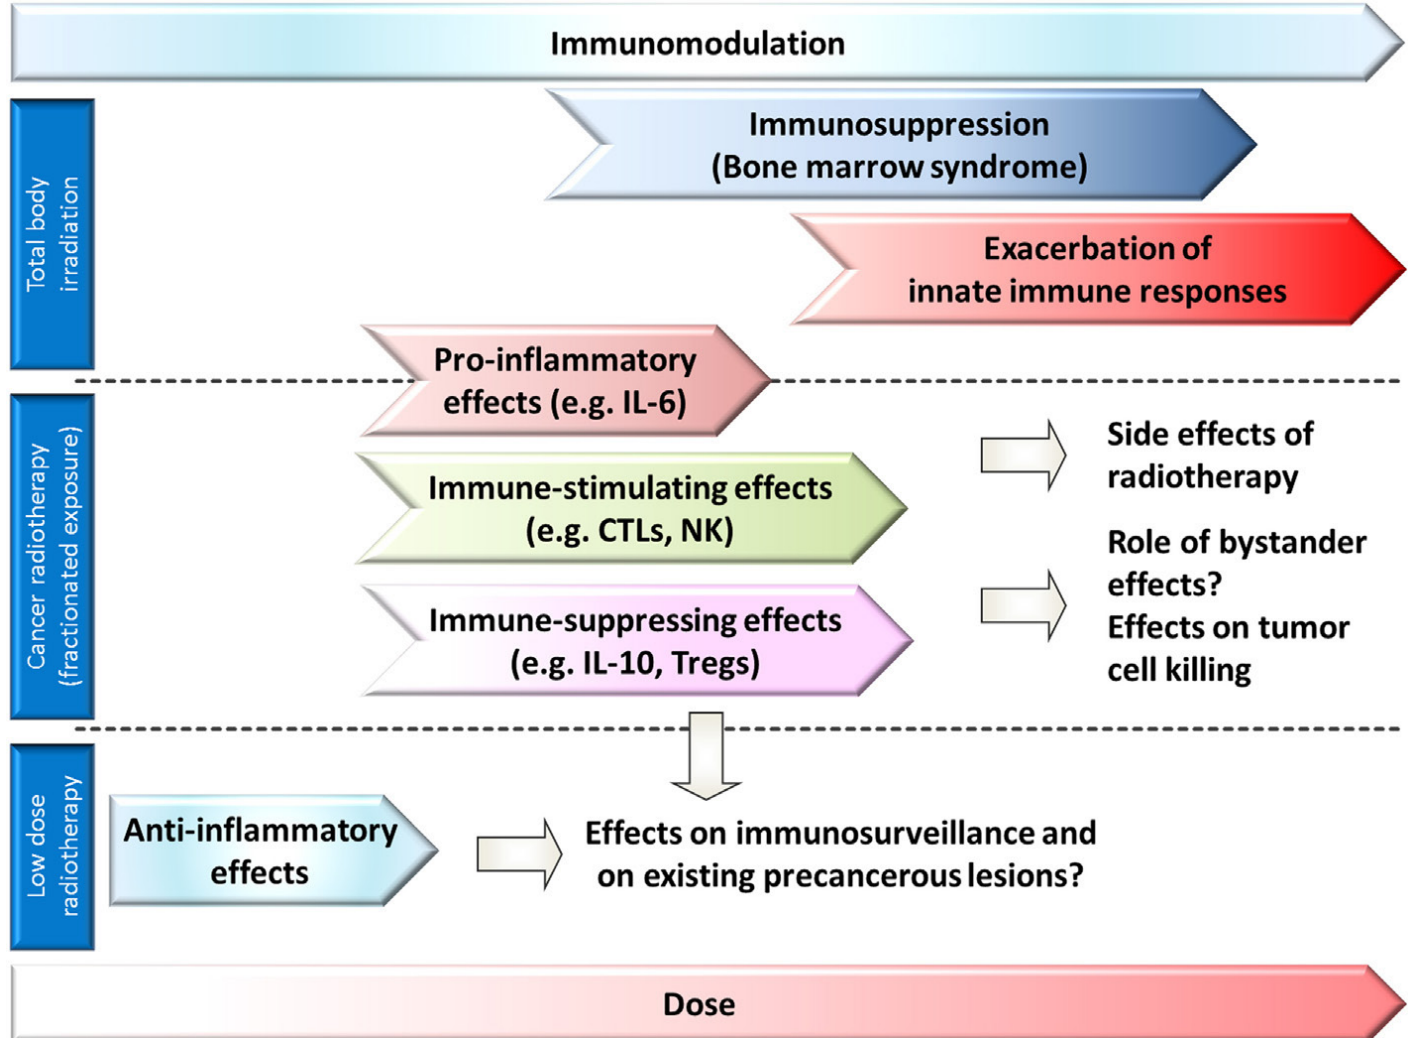 Immunomodulation
Total body
irradiation
Immunosuppression
(Bone marrow syndrome)
Exacerbation of
innate immune responses
Pro-inflammatory
effects (e.g. IL-6)
Cancer radiotherapy
(fractionated exposure)
Immune-stimulating effects
(e.g. CTLs, NK)
Immune-suppressing effects
(e.g. IL-10, Tregs)
Side effects of
radiotherapy
Role of bystander
effects?
Effects on tumor
cell killing
Low dose
radiotherapy
Anti-inflammatory
effects
Effects on immunosurveillance and
on existing precancerous lesions?
Dose